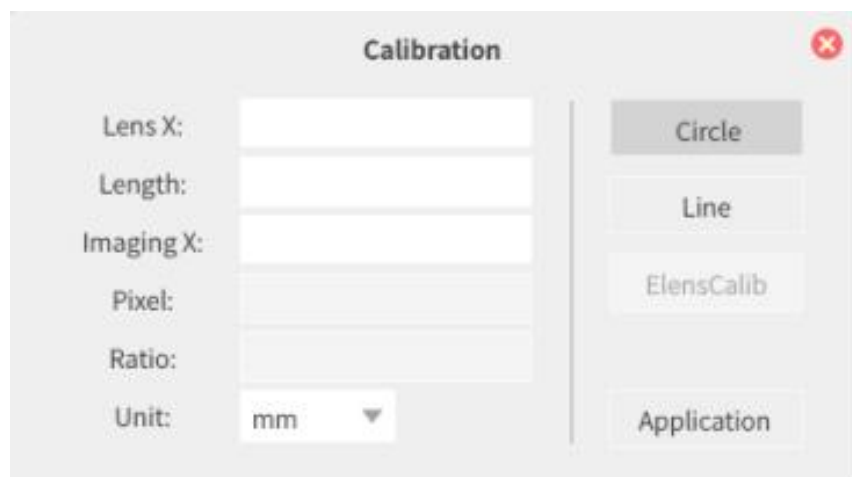 Calibration
Lens X:
Length:
Imaging X:
Pixel:
Ratio:
Unit:
mm
Circle
Line
ElensCalib
Application